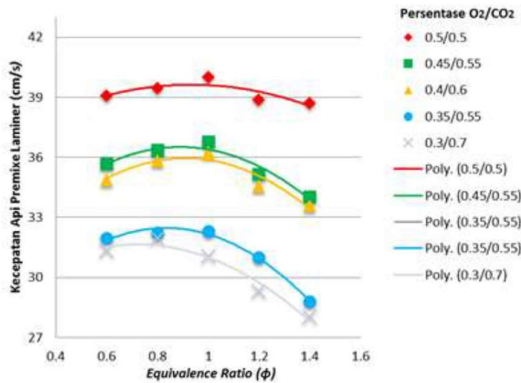 Persentase O2/CO2
42
39
36
33
30
27
Kecepatan Api Premixe Laminer (cm/s)
0.4
0.6
0.8
1
1.2
1.4
1.6
Equivalence Ratio (ϕ)
0.5/0.5
0.45/0.55
0.4/0.6
0.35/0.55
0.3/0.7
Poly. (0.5/0.5)
Poly. (0.45/0.55)
Poly. (0.35/0.55)
Poly. (0.35/0.55)
Poly. (0.3/0.7)